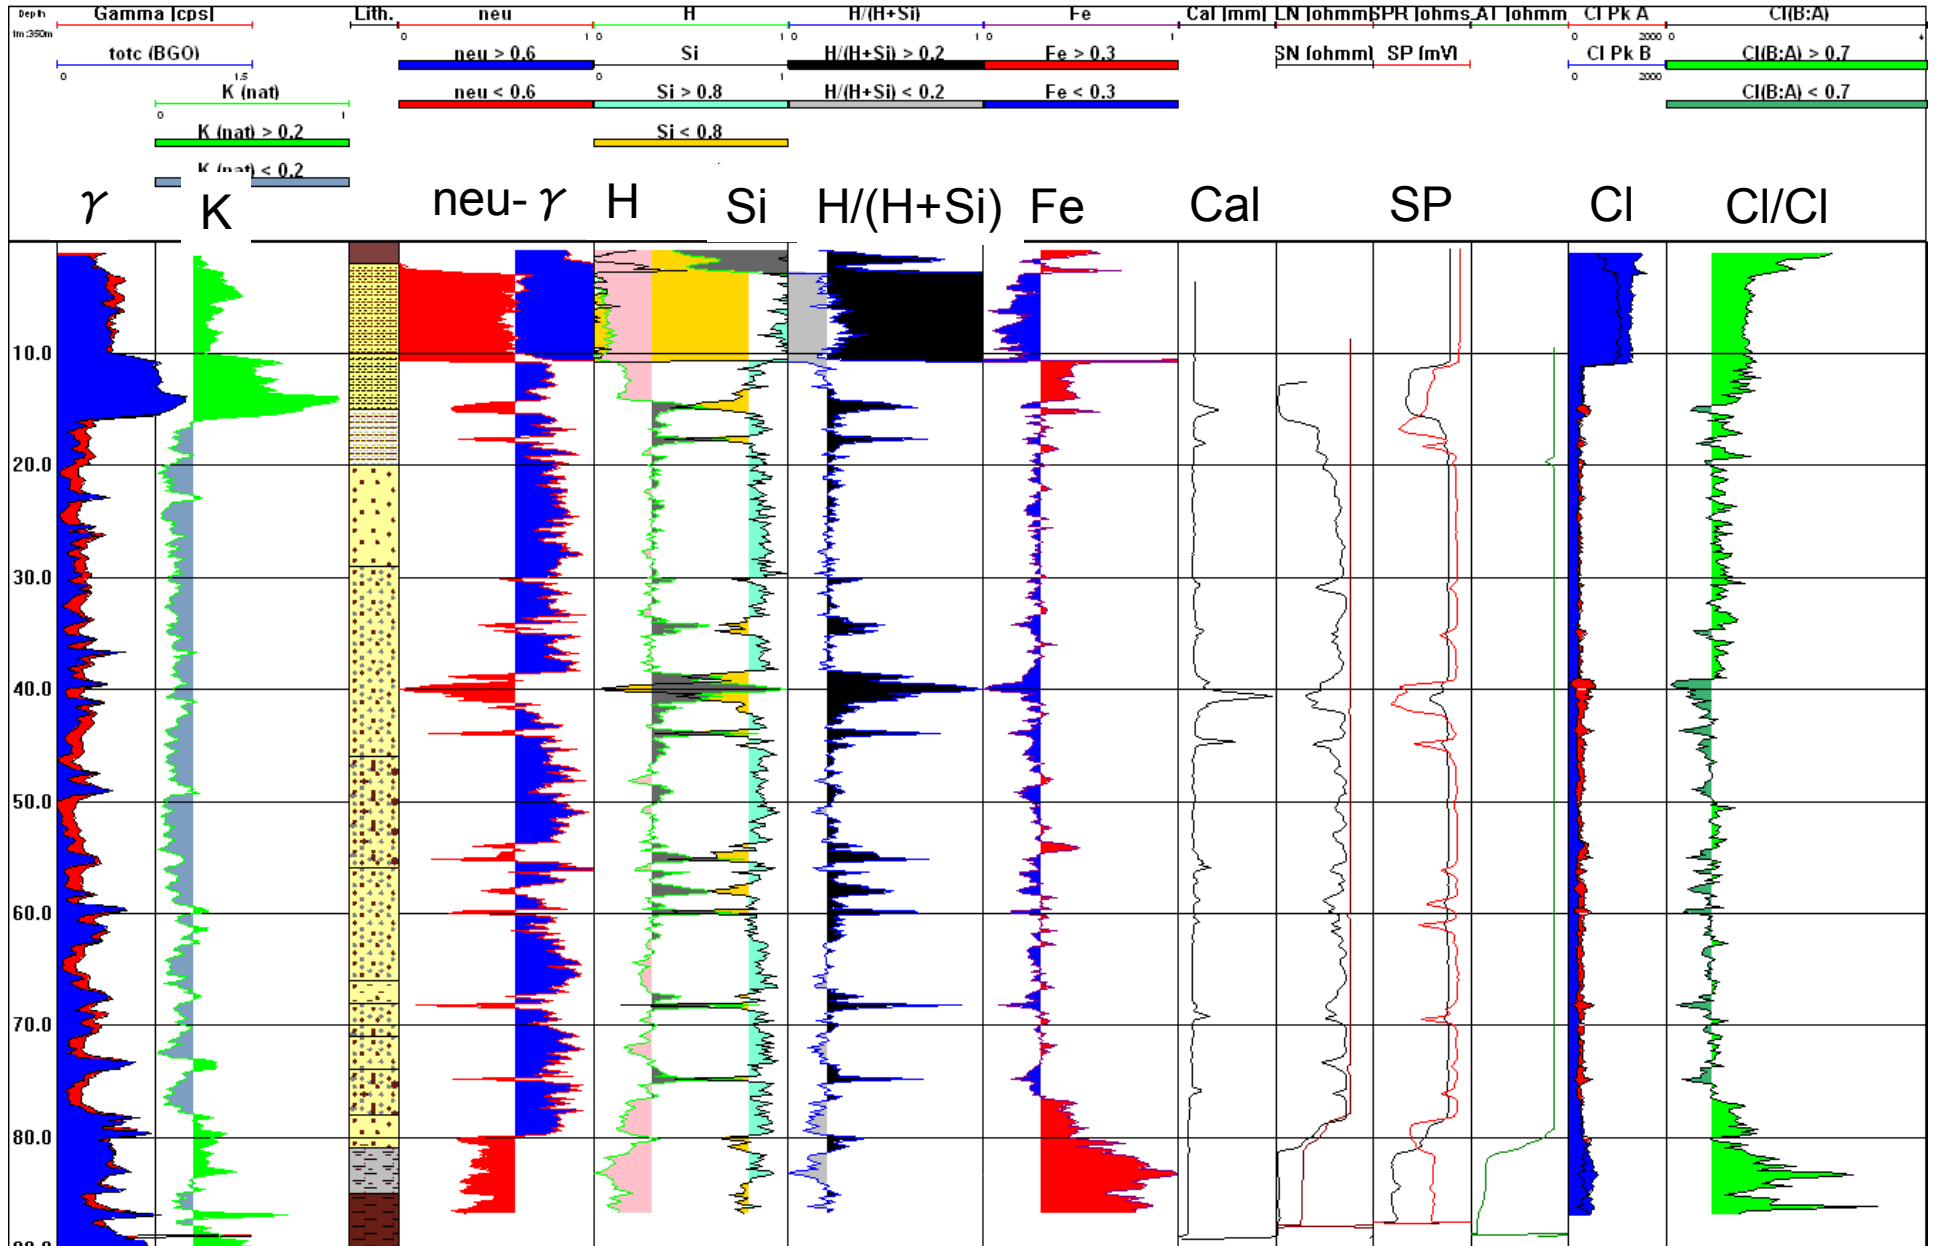 Depth Gamma [cps] Lith. neu H H/(H+Si) Fe Cal [mm] LN [ohmm] SPR [ohms] AT [ohmm Cl Pk A Cl(B:A)
1m:350m 0 1 0 1 0 1 0 1 0 2000 0 4
totc (BGO) neu > 0.6 Si H/(H+Si) > 0.2 Fe > 0.3 SN [ohmm] SP [mV] Cl Pk B Cl(B:A) > 0.7
0 1.5 0 1 0 2000
K (nat) neu < 0.6 Si > 0.8 H/(H+Si) < 0.2 Fe < 0.3 Cl(B:A) < 0.7
0 1
K (nat) > 0.2 Si < 0.8
K (nat) < 0.2
γ K neu-γ H Si H/(H+Si) Fe Cal SP Cl Cl/Cl
10.0
20.0
30.0
40.0
50.0
60.0
70.0
80.0